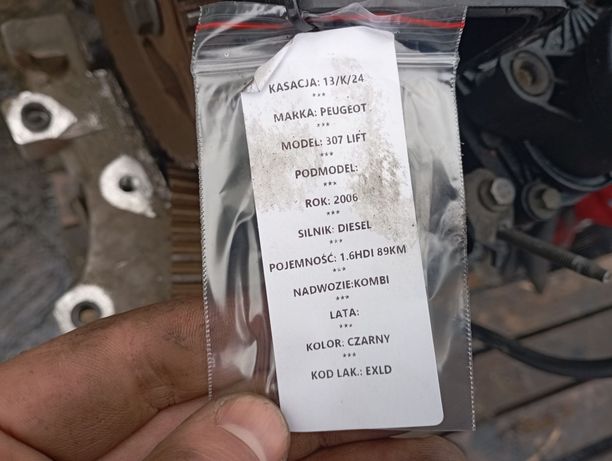 KASACJA: 13/K/24
***
MARKA: PEUGEOT
***
MODEL: 307 LIFT
***
PODMODEL:
***
ROK: 2006
***
SILNIK: DIESEL
***
POJEMNOŚĆ: 1.6HDI 89KM
***
NADWOZIE:KOMBI
***
LATA:
***
KOLOR: CZARNY
***
KOD LAK.: EXLD